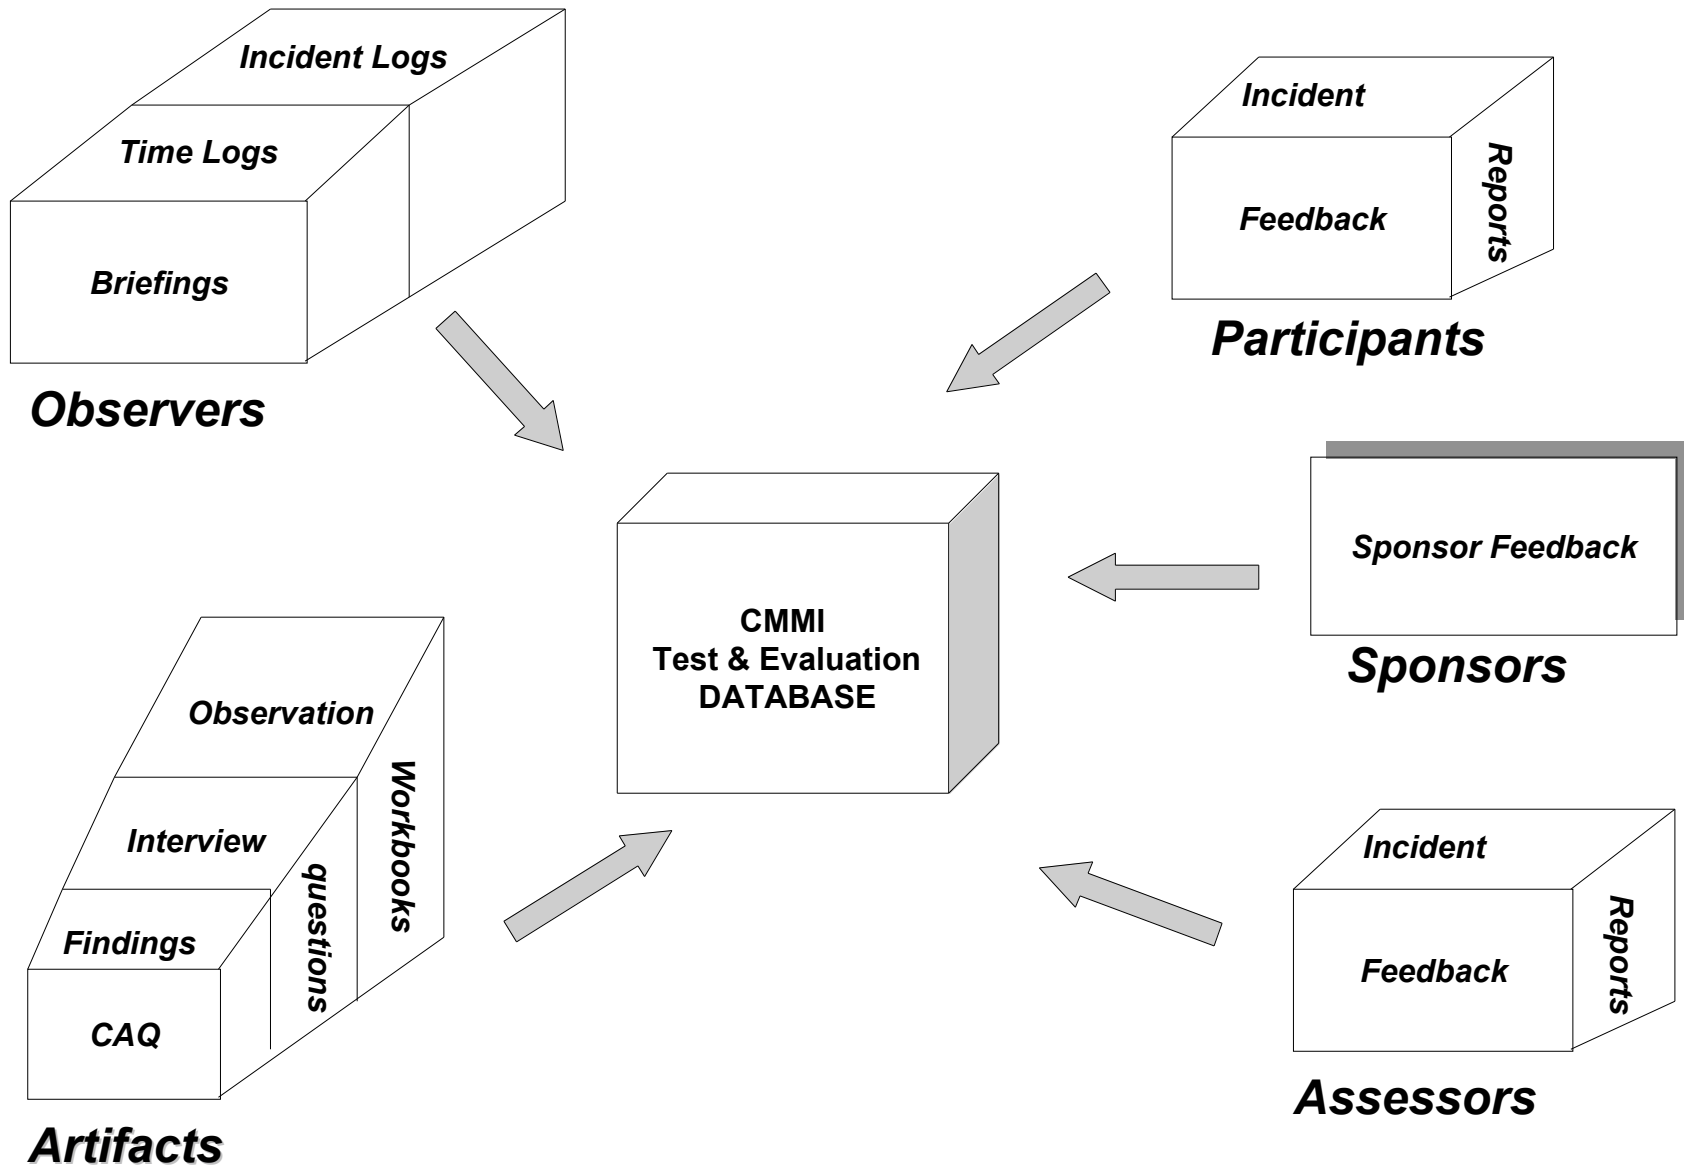 Incident Logs
Time Logs
Briefings
Observers
Incident
Reports
Feedback
Participants
Sponsor Feedback
Sponsors
CMMI
Test & Evaluation
DATABASE
Observation
Workbooks
Interview
questions
Findings
CAQ
Artifacts
Incident
Reports
Feedback
Assessors